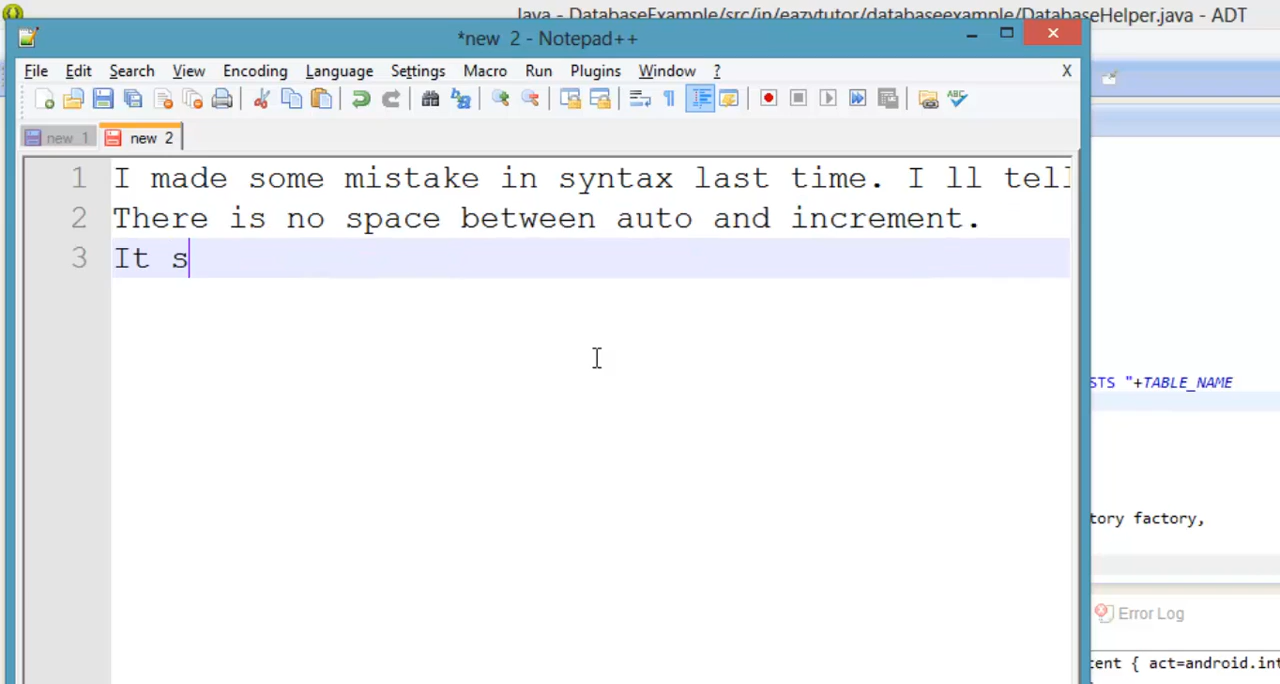 Java - DatabaseExample/src/in/eazytutor/databaseexample/DatabaseHelper.java - ADT
*new 2 - Notepad++
File Edit Search View Encoding Language Settings Macro Run Plugins Window ? X
new 1 new 2
1 I made some mistake in syntax last time. I ll tell
2 There is no space between auto and increment.
3 It s
STS "+TABLE_NAME
tory factory,
Error Log
tent { act=android.int